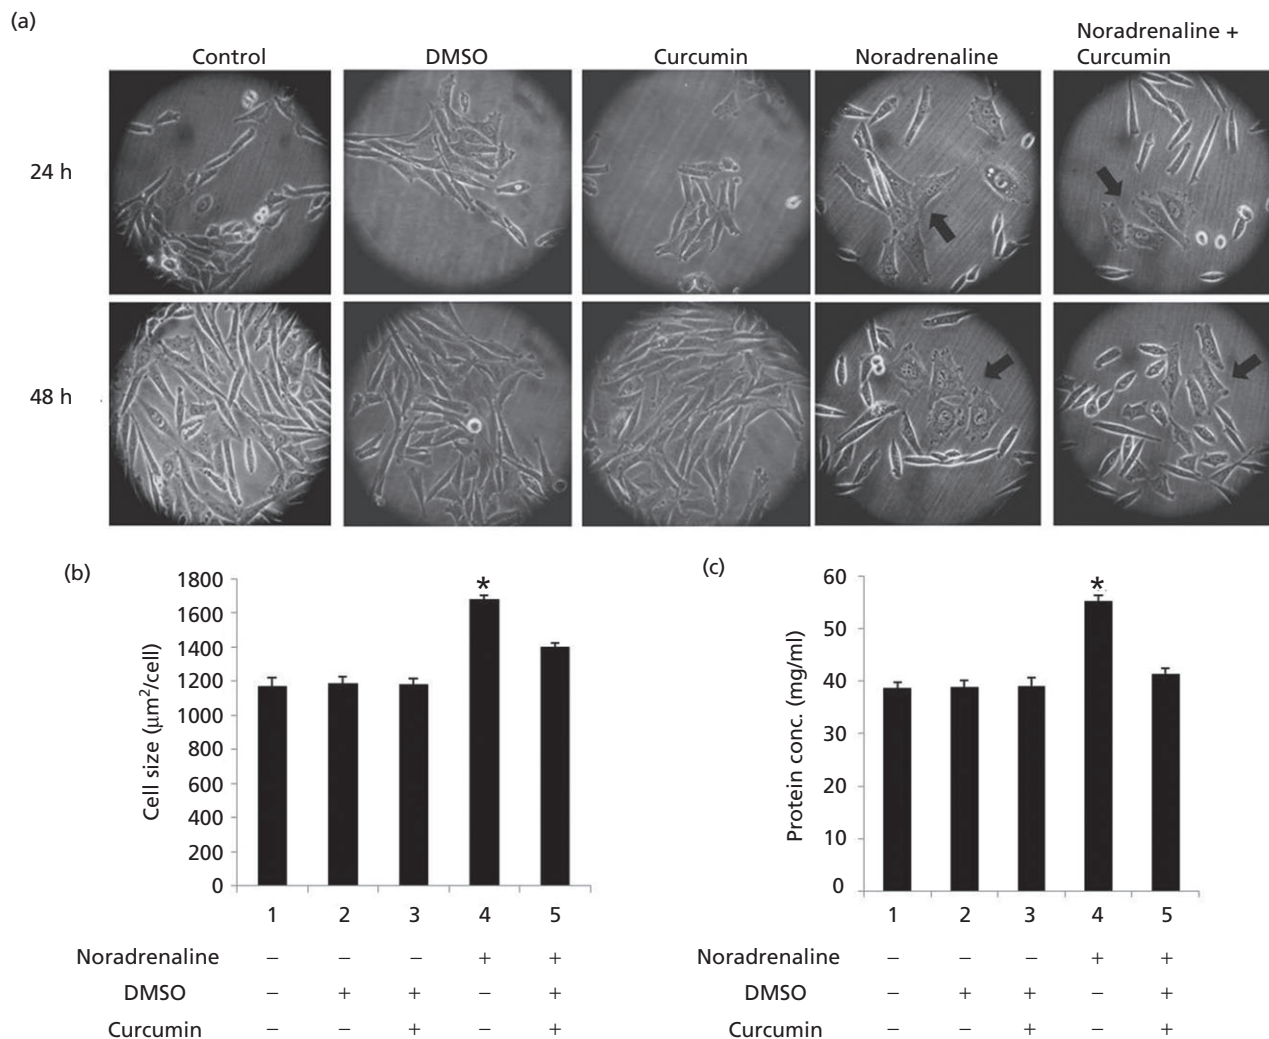 (a)
Control DMSO Curcumin Noradrenaline Noradrenaline +
Curcumin
24 h
48 h
(b)
Cell size (μm²/cell)
1800
1600
1400
1200
1000
800
600
400
200
0
*
1 2 3 4 5
Noradrenaline – – – + +
DMSO – + + – +
Curcumin – – + – +
(c)
Protein conc. (mg/ml)
60
50
40
30
20
10
0
*
1 2 3 4 5
Noradrenaline – – – + +
DMSO – + + – +
Curcumin – – + – +